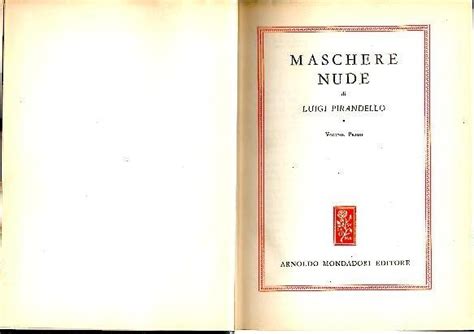 MASCHERE
NUDE
di
LUIGI PIRANDELLO
Volume Primo
ARNOLDO MONDADORI EDITORE